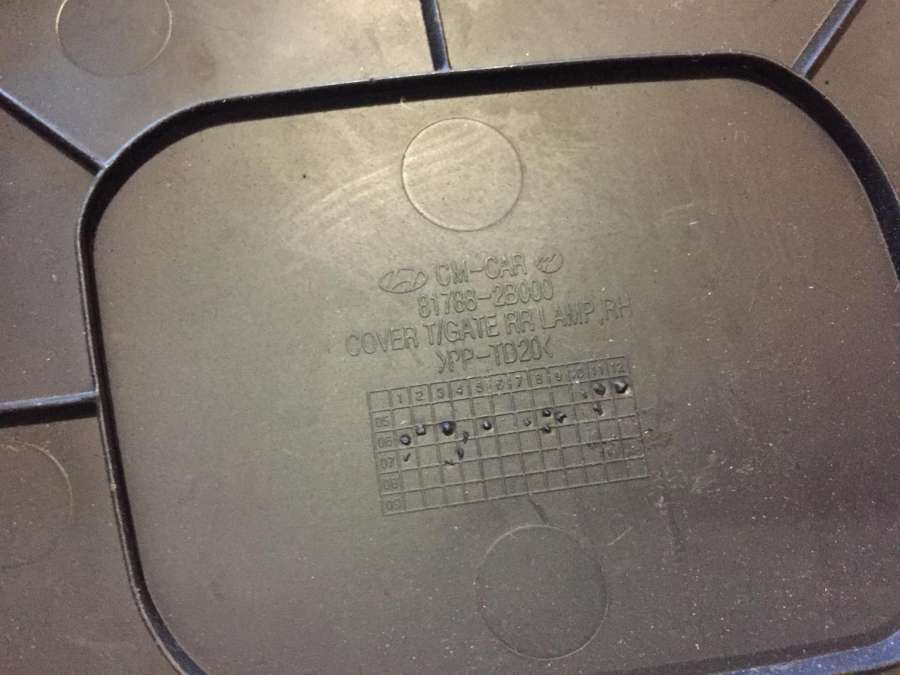 CM-CAR
81788-2B000
COVER T/GATE RR LAMP,RH
>PP-TD20<
1 2 3 4 5 6 7 8 9 10 11 12
05
06
07
08
09